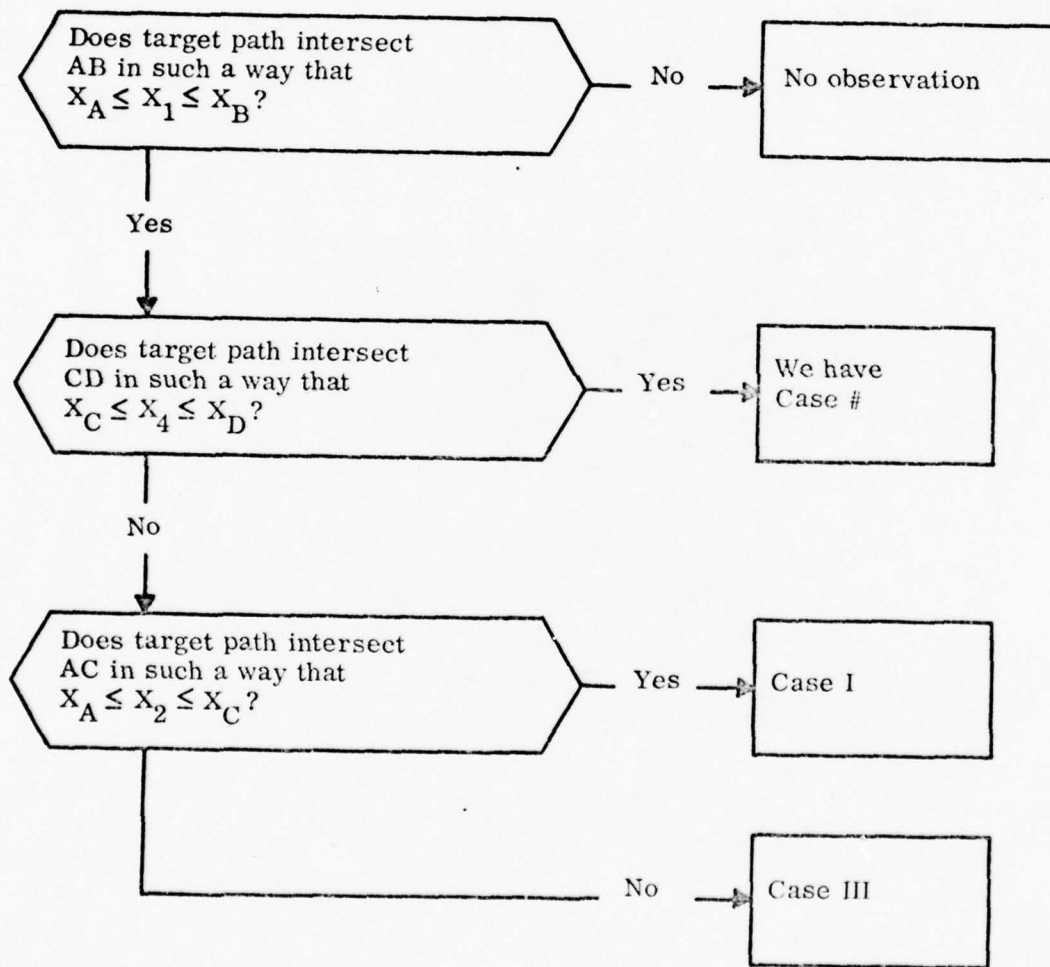 Does target path intersect
AB in such a way that
X_A ≤ X_1 ≤ X_B?
No
No observation
Yes
Does target path intersect
CD in such a way that
X_C ≤ X_4 ≤ X_D?
Yes
We have
Case #
No
Does target path intersect
AC in such a way that
X_A ≤ X_2 ≤ X_C?
Yes
Case I
No
Case III